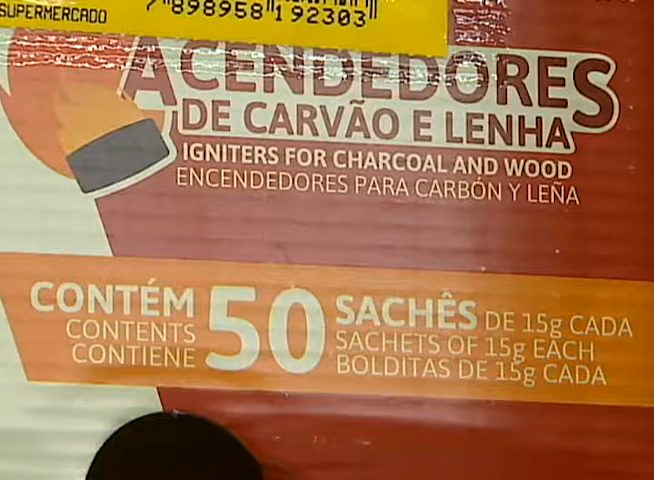 SUPERMERCADO
7 898958 192303
ACENDEDORES
DE CARVÃO E LENHA
IGNITERS FOR CHARCOAL AND WOOD
ENCENDEDORES PARA CARBÓN Y LEÑA
CONTÉM
CONTENTS
CONTIENE
50
SACHÊS DE 15g CADA
SACHETS OF 15g EACH
BOLDITAS DE 15g CADA